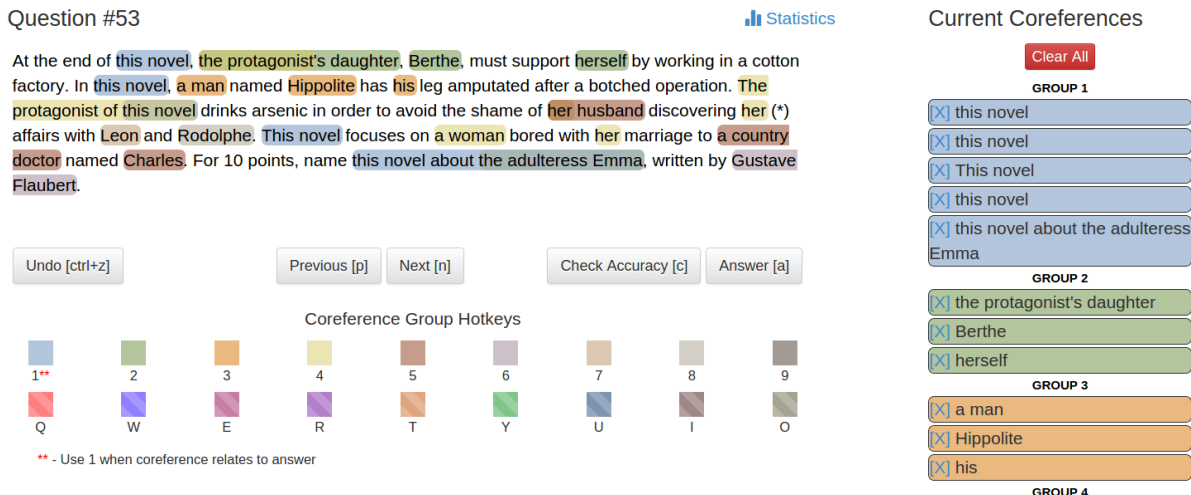 Question #53
Statistics
At the end of this novel, the protagonist's daughter, Berthe, must support herself by working in a cotton
factory. In this novel, a man named Hippolite has his leg amputated after a botched operation. The
protagonist of this novel drinks arsenic in order to avoid the shame of her husband discovering her (*)
affairs with Leon and Rodolphe. This novel focuses on a woman bored with her marriage to a country
doctor named Charles. For 10 points, name this novel about the adulteress Emma, written by Gustave
Flaubert.
Undo [ctrl+z]
Previous [p]
Next [n]
Check Accuracy [c]
Answer [a]
Coreference Group Hotkeys
1** 2 3 4 5 6 7 8 9
Q W E R T Y U I O
** - Use 1 when coreference relates to answer
Current Coreferences
Clear All
GROUP 1
[X] this novel
[X] this novel
[X] This novel
[X] this novel
[X] this novel about the adulteress
Emma
GROUP 2
[X] the protagonist's daughter
[X] Berthe
[X] herself
GROUP 3
[X] a man
[X] Hippolite
[X] his
GROUP 4